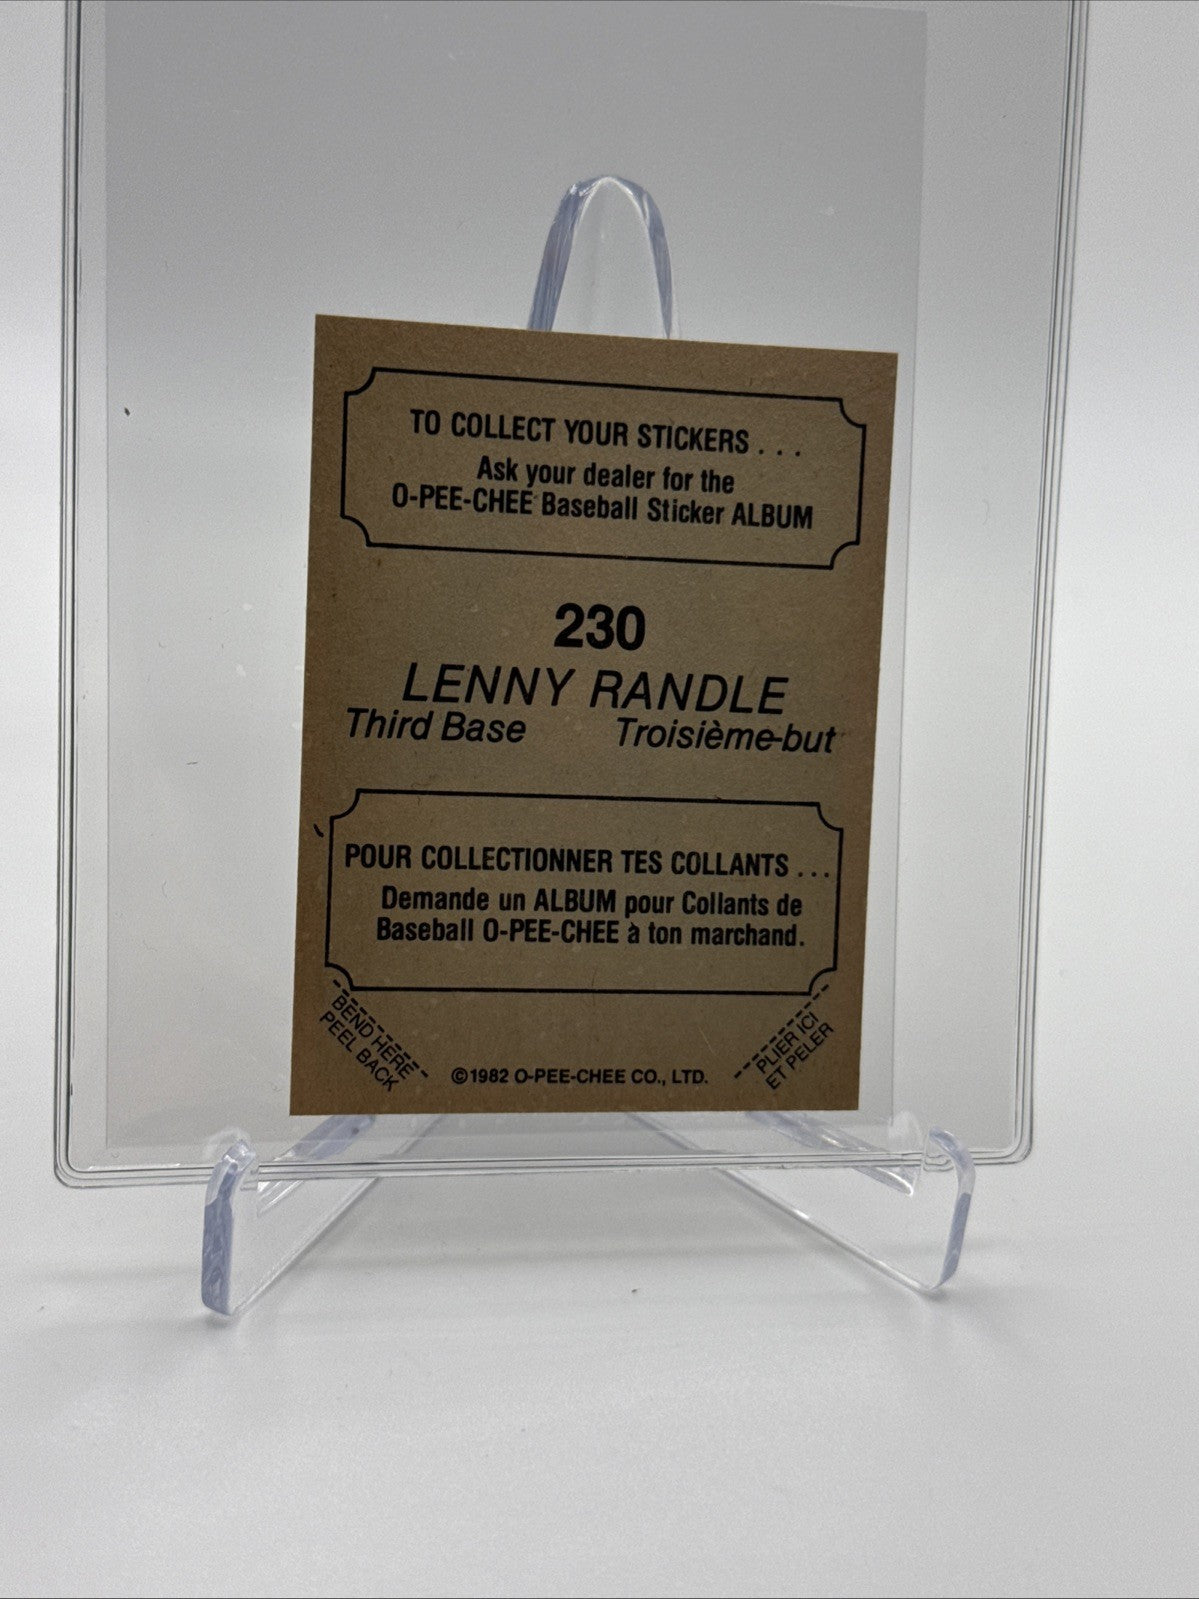 TO COLLECT YOUR STICKERS . . .
Ask your dealer for the
O-PEE-CHEE Baseball Sticker ALBUM
230
LENNY RANDLE
Third Base Troisième-but
POUR COLLECTIONNER TES COLLANTS . . .
Demande un ALBUM pour Collants de
Baseball O-PEE-CHEE à ton marchand.
BEND HERE
PEEL BACK
©1982 O-PEE-CHEE CO., LTD.
PLIER ICI
ET PELER